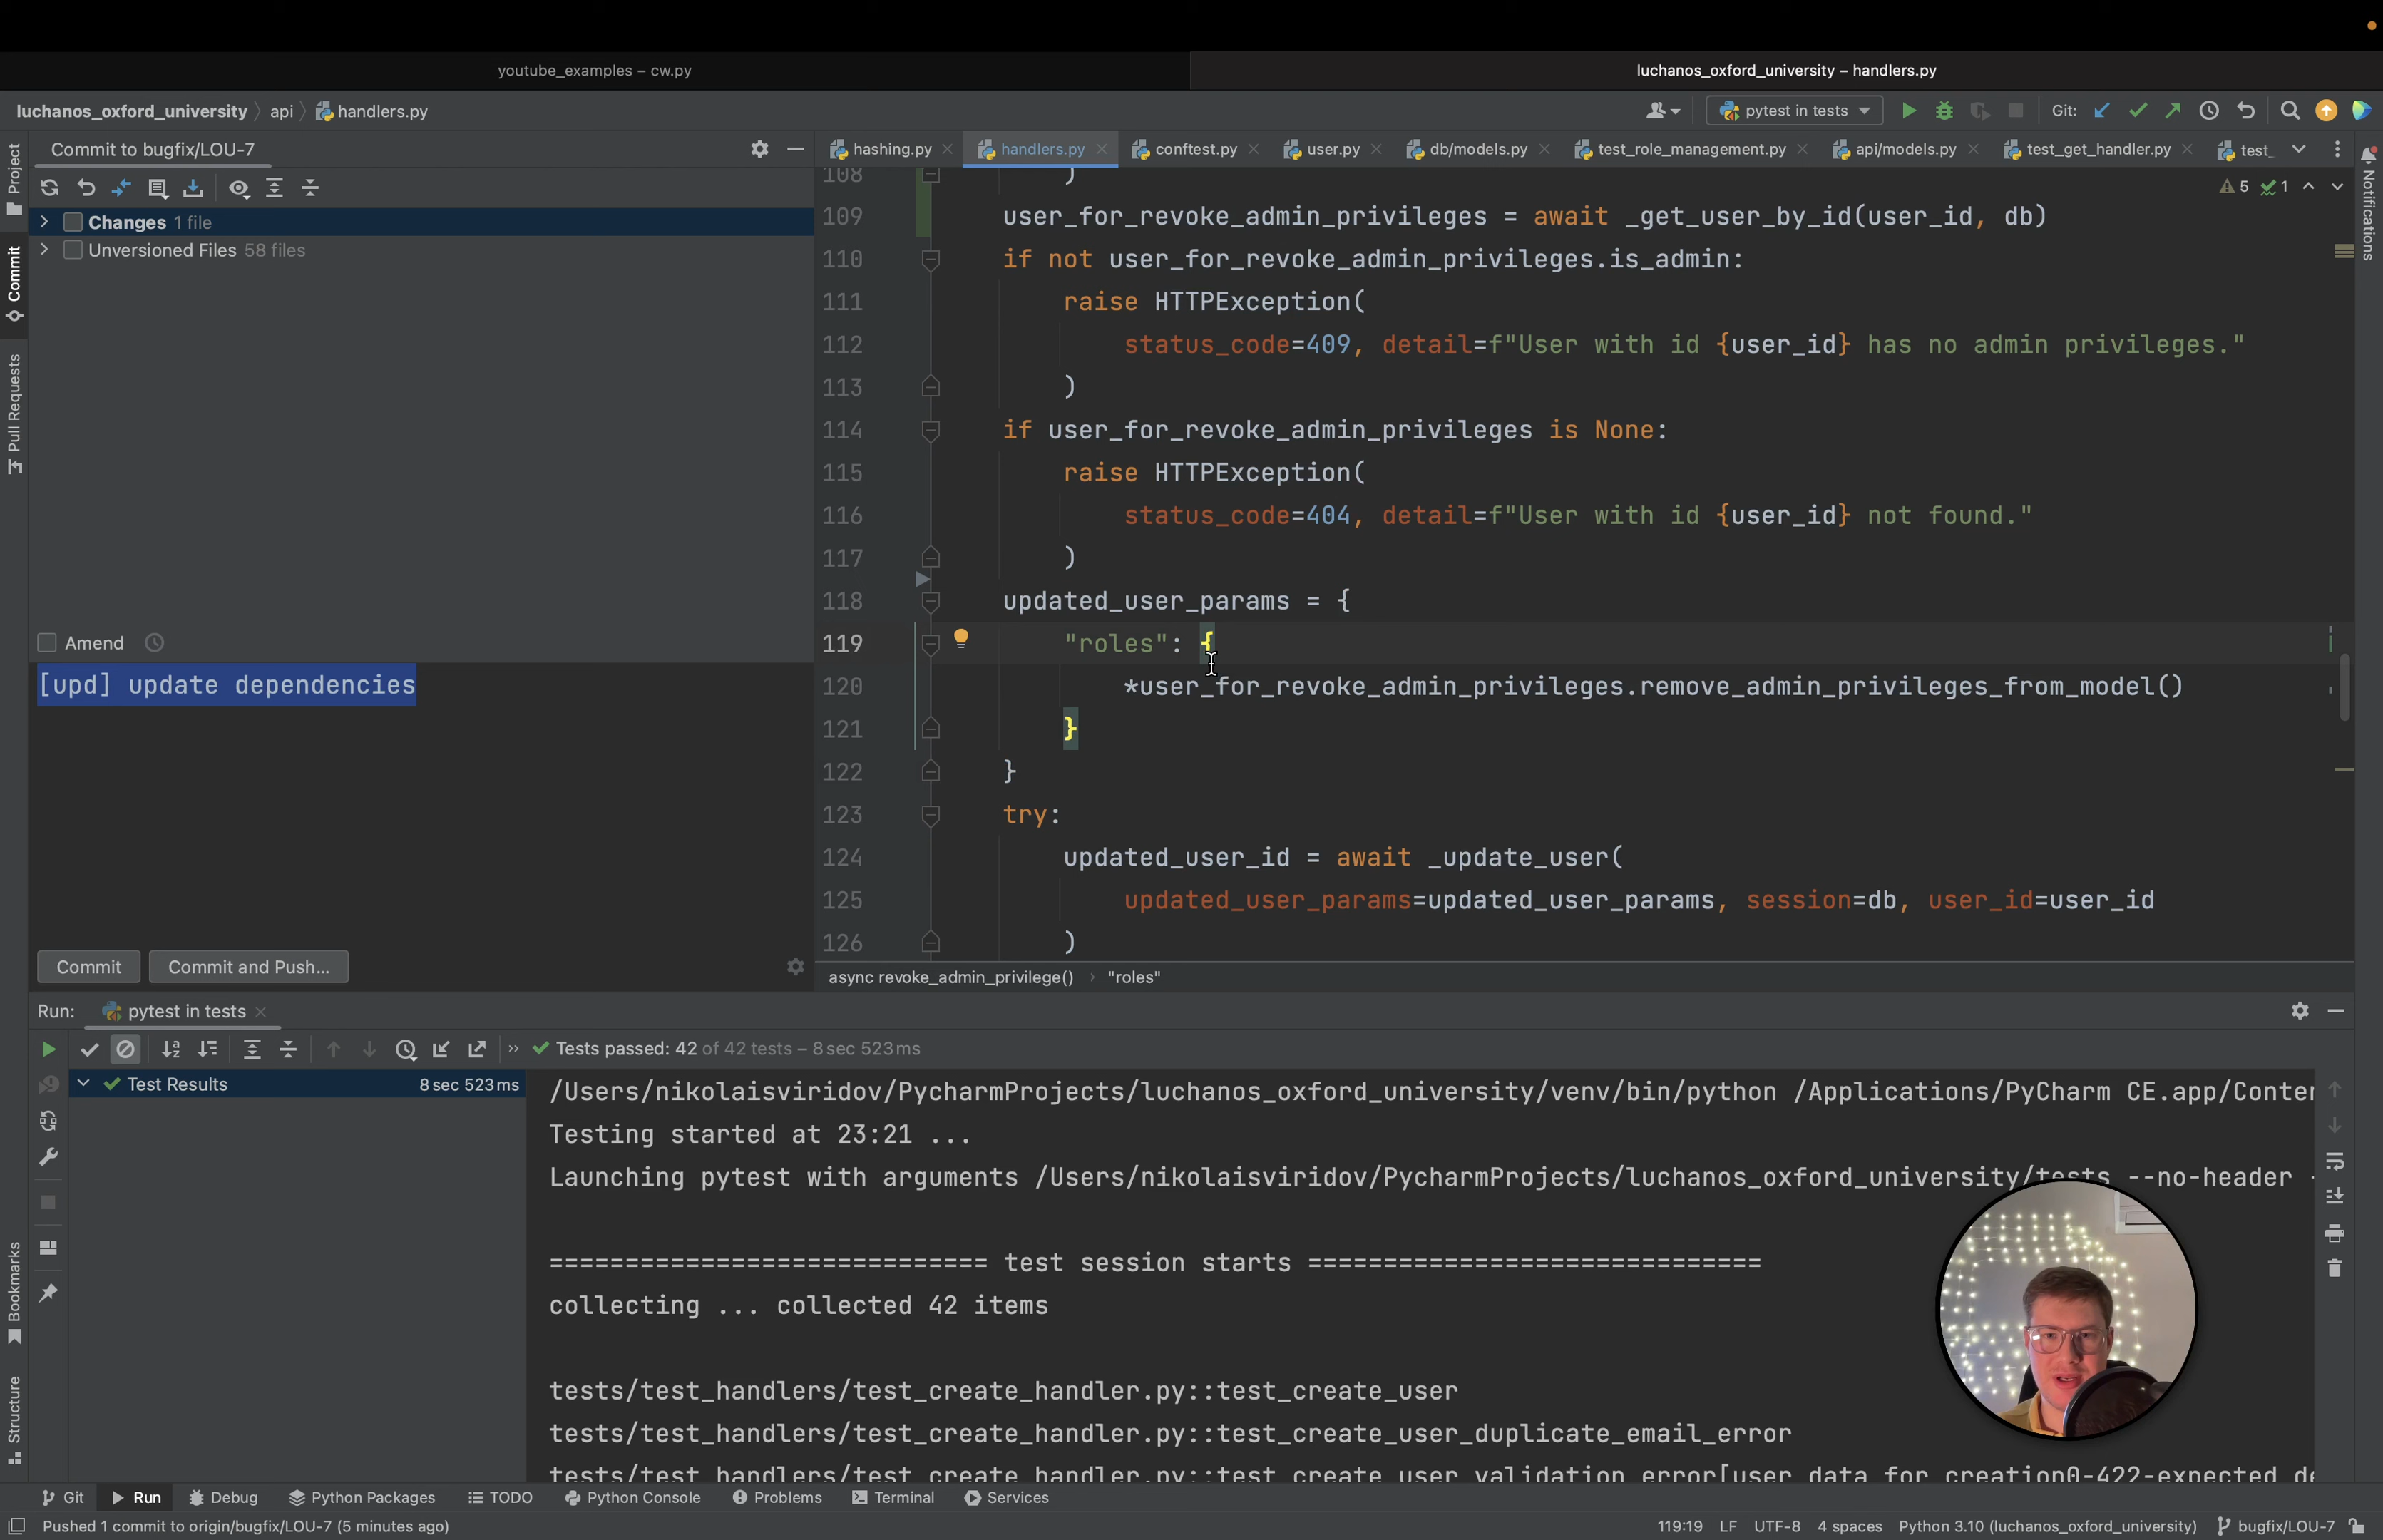 youtube_examples – cw.py
luchanos_oxford_university – handlers.py
luchanos_oxford_university api handlers.py
pytest in tests
Git:
Project
Commit
Pull Requests
Bookmarks
Structure
Notifications
Commit to bugfix/LOU-7
Changes 1 file
Unversioned Files 58 files
Amend
[upd] update dependencies
Commit
Commit and Push...
hashing.py
handlers.py
conftest.py
user.py
db/models.py
test_role_management.py
api/models.py
test_get_handler.py
test_
5 1
108 )
109 user_for_revoke_admin_privileges = await _get_user_by_id(user_id, db)
110 if not user_for_revoke_admin_privileges.is_admin:
111 raise HTTPException(
112 status_code=409, detail=f"User with id {user_id} has no admin privileges."
113 )
114 if user_for_revoke_admin_privileges is None:
115 raise HTTPException(
116 status_code=404, detail=f"User with id {user_id} not found."
117 )
118 updated_user_params = {
119 "roles": {
120 *user_for_revoke_admin_privileges.remove_admin_privileges_from_model()
121 }
122 }
123 try:
124 updated_user_id = await _update_user(
125 updated_user_params=updated_user_params, session=db, user_id=user_id
126 )
async revoke_admin_privilege() "roles"
Run: pytest in tests
Tests passed: 42 of 42 tests – 8 sec 523 ms
Test Results 8 sec 523 ms
/Users/nikolaisviridov/PycharmProjects/luchanos_oxford_university/venv/bin/python /Applications/PyCharm CE.app/Conter
Testing started at 23:21 ...
Launching pytest with arguments /Users/nikolaisviridov/PycharmProjects/luchanos_oxford_university/tests --no-header -
============================= test session starts ==============================
collecting ... collected 42 items
tests/test_handlers/test_create_handler.py::test_create_user
tests/test_handlers/test_create_handler.py::test_create_user_duplicate_email_error
tests/test_handlers/test_create_handler.py::test_create_user_validation_error[user_data_for_creation0-422-expected_de
Git
Run
Debug
Python Packages
TODO
Python Console
Problems
Terminal
Services
Pushed 1 commit to origin/bugfix/LOU-7 (5 minutes ago)
119:19 LF UTF-8 4 spaces Python 3.10 (luchanos_oxford_university) bugfix/LOU-7